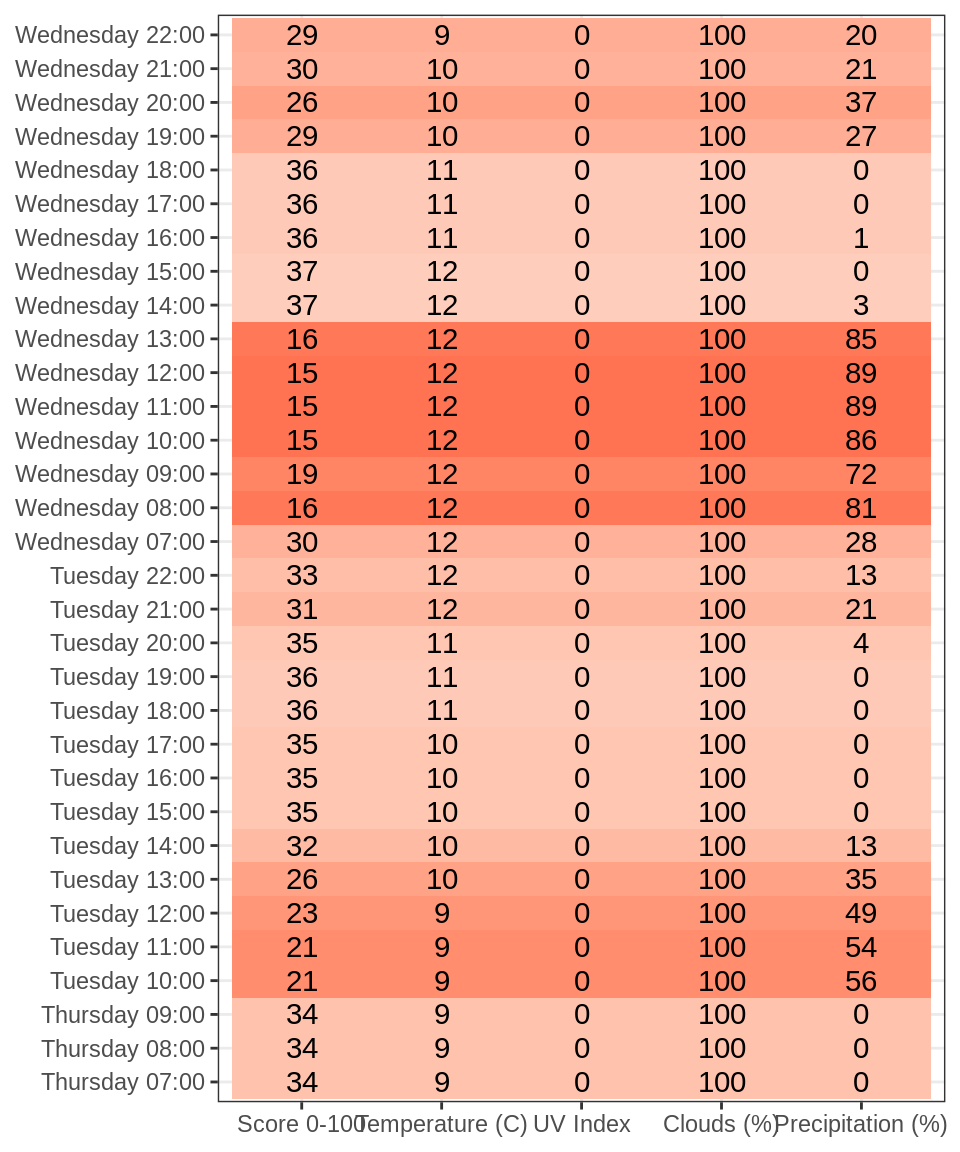 Wednesday 22:00 29 9 0 100 20
Wednesday 21:00 30 10 0 100 21
Wednesday 20:00 26 10 0 100 37
Wednesday 19:00 29 10 0 100 27
Wednesday 18:00 36 11 0 100 0
Wednesday 17:00 36 11 0 100 0
Wednesday 16:00 36 11 0 100 1
Wednesday 15:00 37 12 0 100 0
Wednesday 14:00 37 12 0 100 3
Wednesday 13:00 16 12 0 100 85
Wednesday 12:00 15 12 0 100 89
Wednesday 11:00 15 12 0 100 89
Wednesday 10:00 15 12 0 100 86
Wednesday 09:00 19 12 0 100 72
Wednesday 08:00 16 12 0 100 81
Wednesday 07:00 30 12 0 100 28
Tuesday 22:00 33 12 0 100 13
Tuesday 21:00 31 12 0 100 21
Tuesday 20:00 35 11 0 100 4
Tuesday 19:00 36 11 0 100 0
Tuesday 18:00 36 11 0 100 0
Tuesday 17:00 35 10 0 100 0
Tuesday 16:00 35 10 0 100 0
Tuesday 15:00 35 10 0 100 0
Tuesday 14:00 32 10 0 100 13
Tuesday 13:00 26 10 0 100 35
Tuesday 12:00 23 9 0 100 49
Tuesday 11:00 21 9 0 100 54
Tuesday 10:00 21 9 0 100 56
Thursday 09:00 34 9 0 100 0
Thursday 08:00 34 9 0 100 0
Thursday 07:00 34 9 0 100 0
Score 0-100 Temperature (C) UV Index Clouds (%) Precipitation (%)